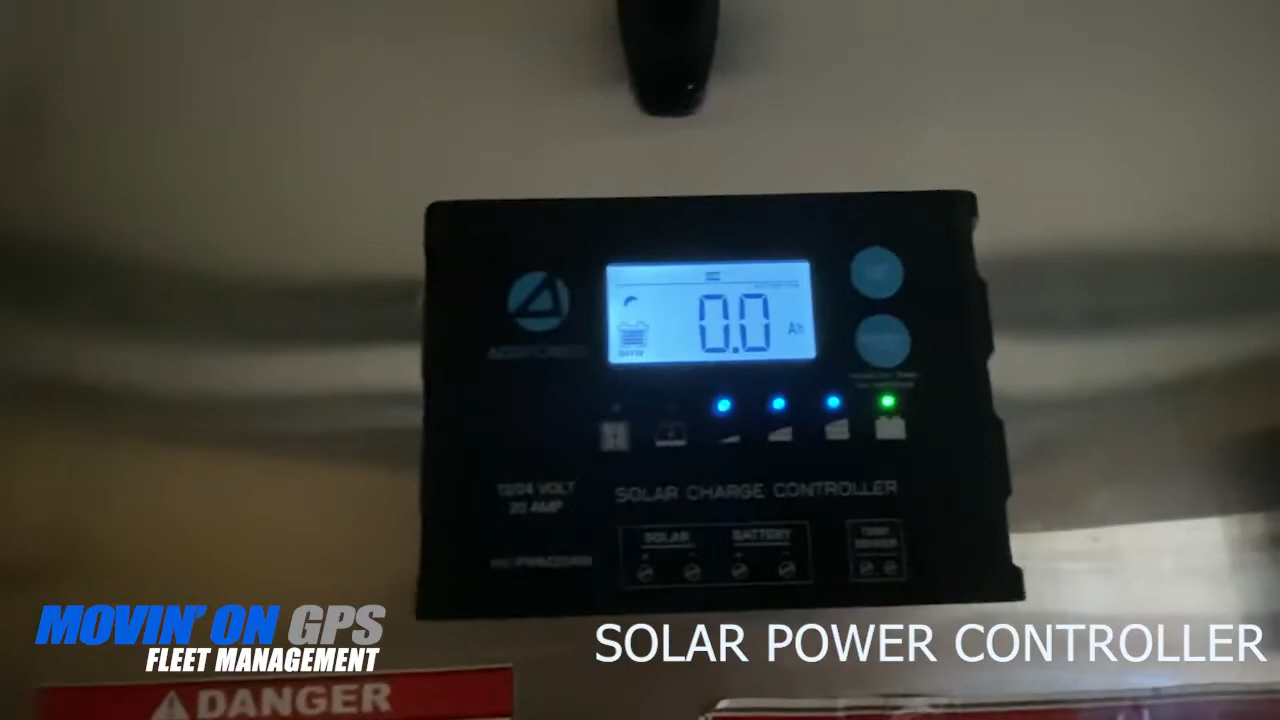 0.0 Ah
12/24 VOLT
20 AMP
SOLAR CHARGE CONTROLLER
SOLAR
BATTERY
+ - + -
MOVIN' ON GPS
FLEET MANAGEMENT
SOLAR POWER CONTROLLER
DANGER